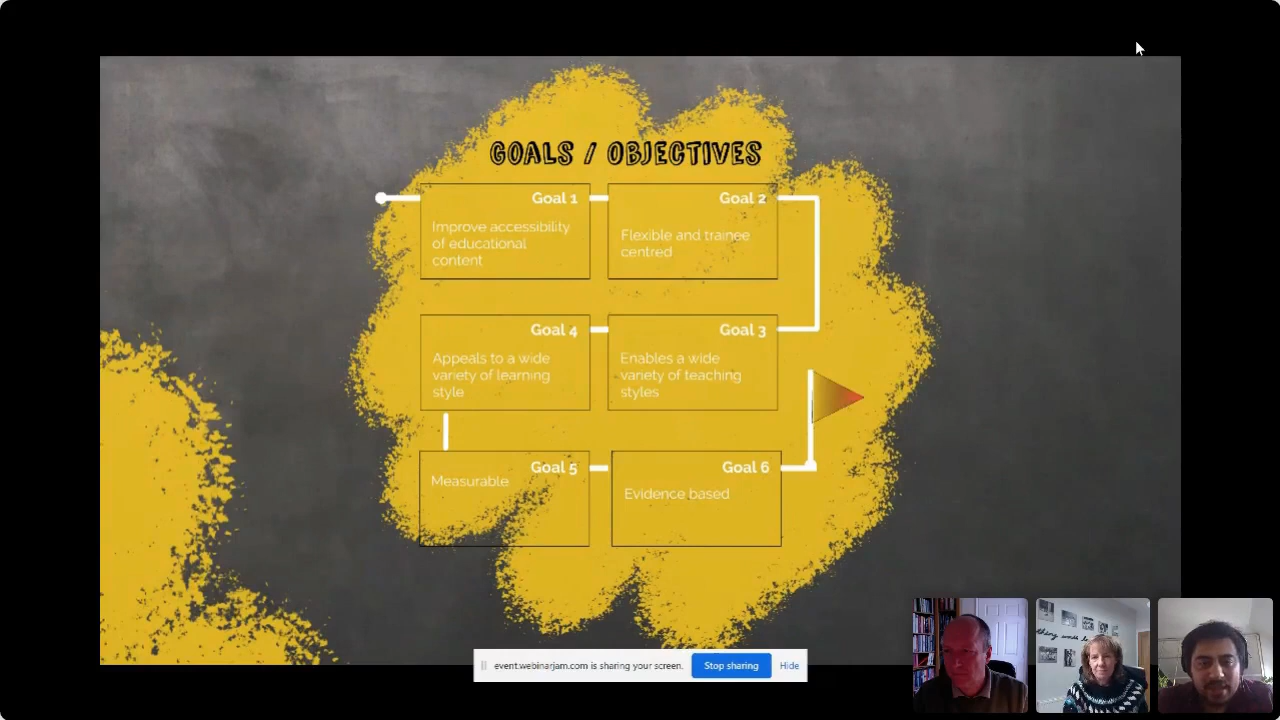 GOALS / OBJECTIVES
Goal 1
Improve accessibility
of educational
content
Goal 2
Flexible and trainee
centred
Goal 4
Appeals to a wide
variety of learning
style
Goal 3
Enables a wide
variety of teaching
styles
Goal 5
Measurable
Goal 6
Evidence based
event.webinarjam.com is sharing your screen.
Stop sharing
Hide